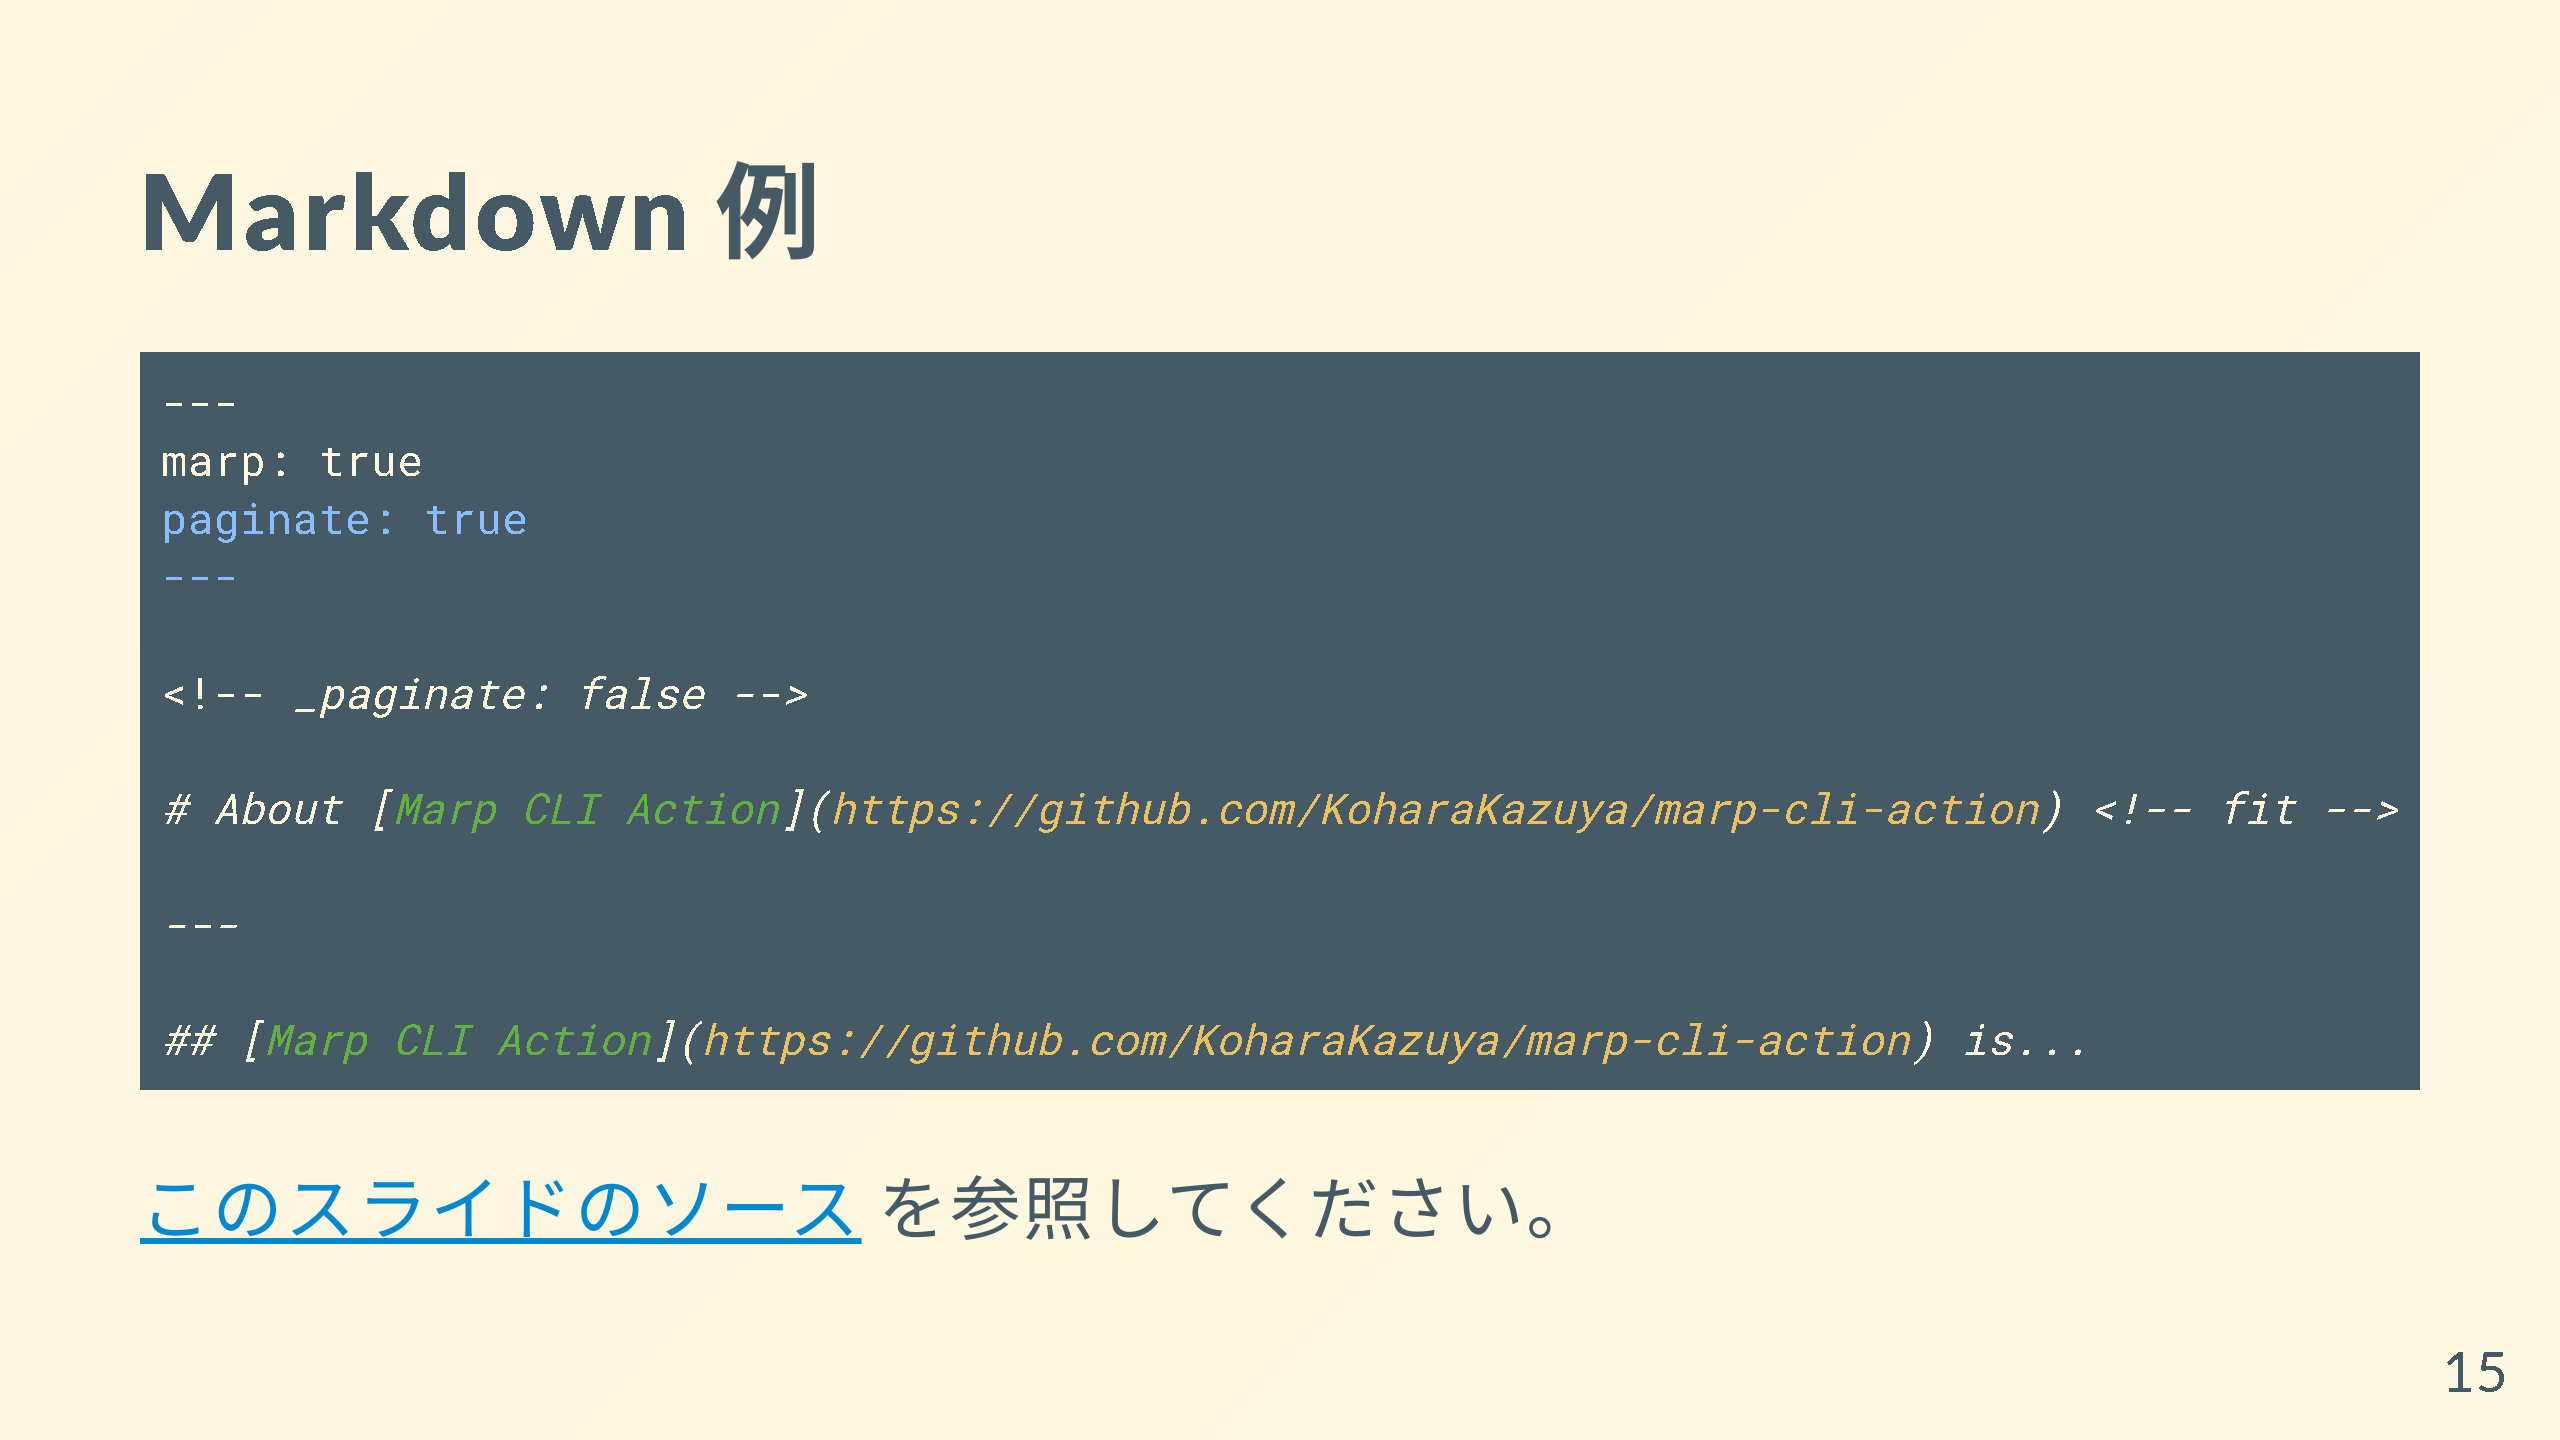 Markdown 例
---
marp: true
paginate: true
---
<!-- _paginate: false -->
# About [Marp CLI Action](https://github.com/KoharaKazuya/marp-cli-action) <!-- fit -->
---
## [Marp CLI Action](https://github.com/KoharaKazuya/marp-cli-action) is...
このスライドのソース を参照してください。
15